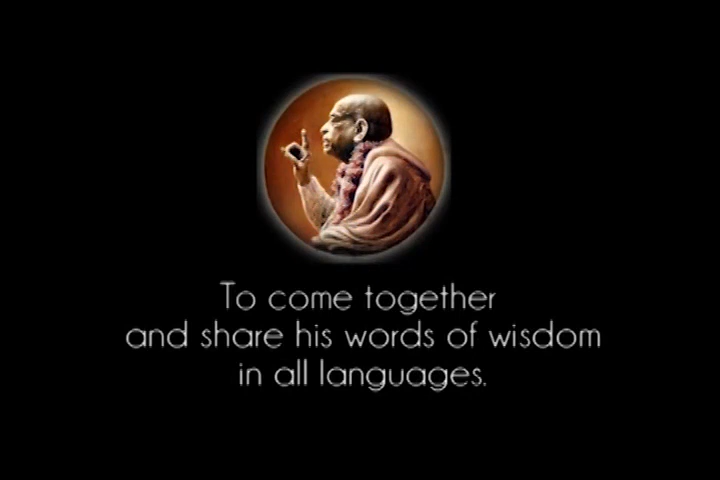 To come together
and share his words of wisdom
in all languages.